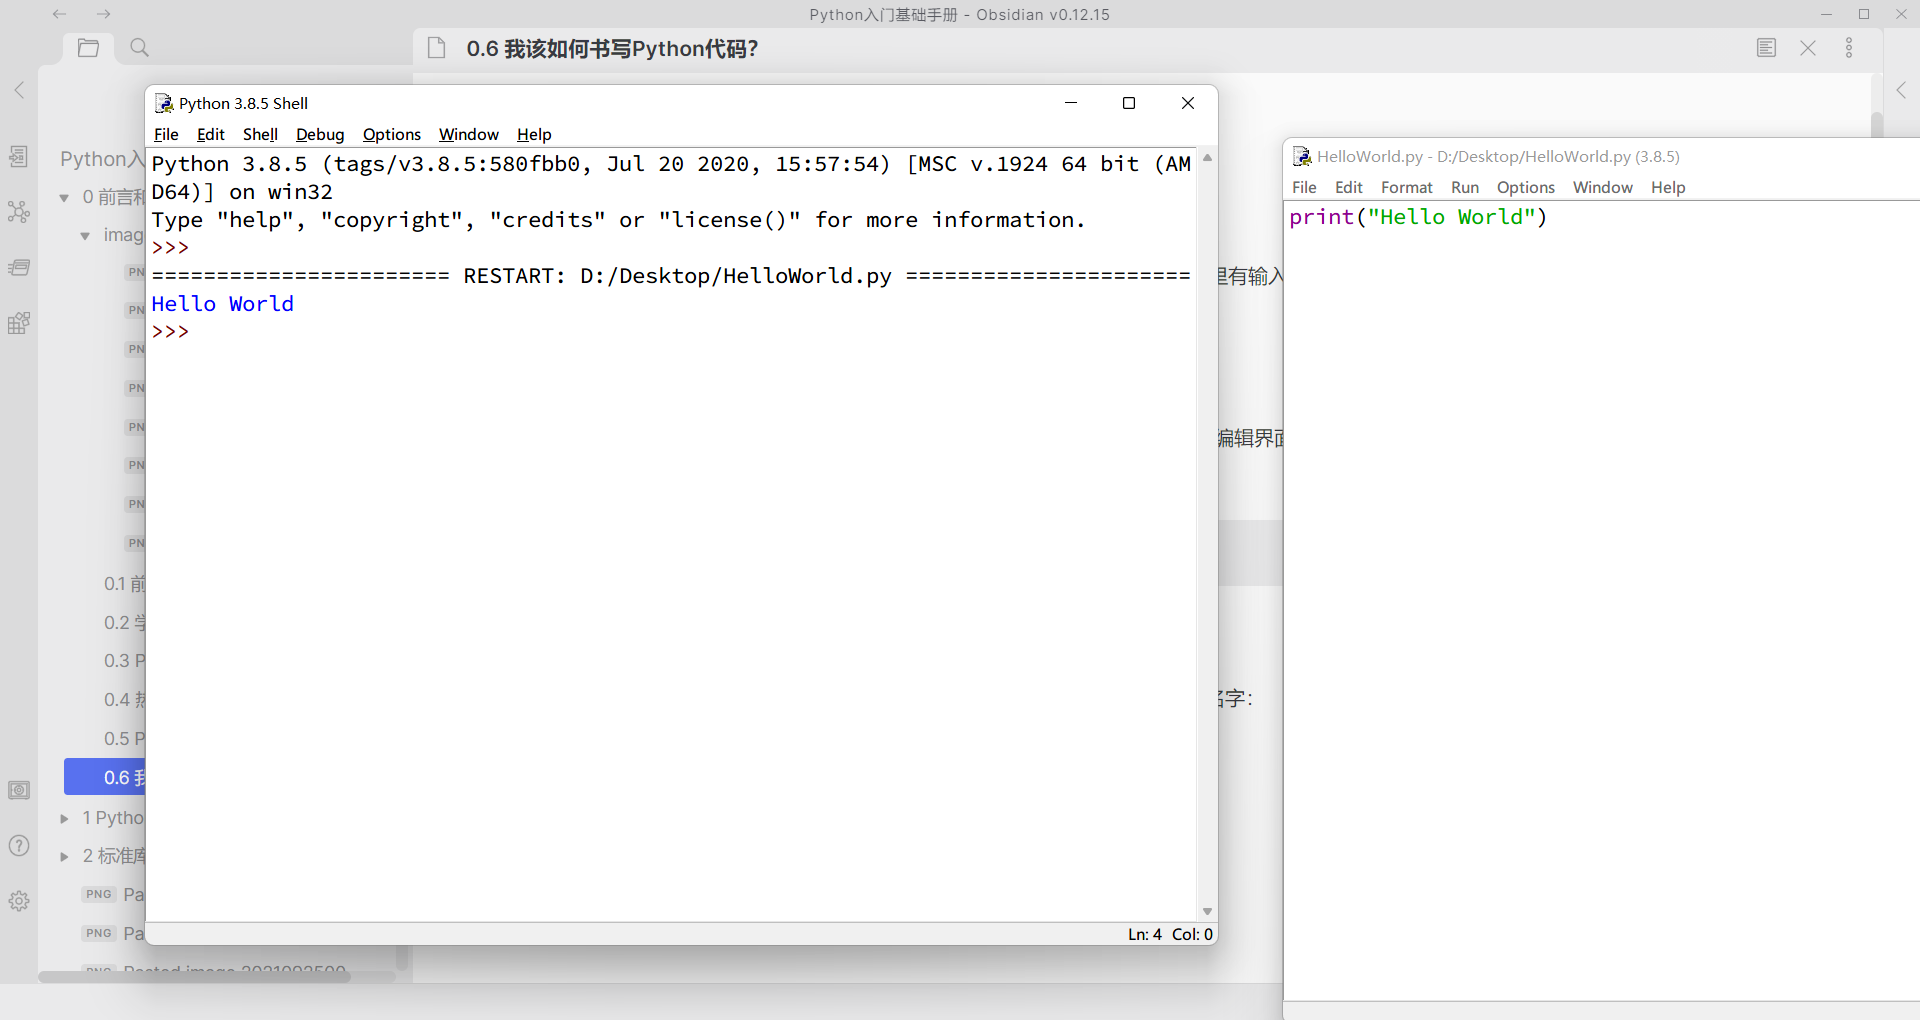 Python入门基础手册 - Obsidian v0.12.15
0.6 我该如何书写Python代码?
Python入
0 前言和
imag
PN
PN
PN
PN
PN
PN
PN
PN
0.1 前
0.2 学
0.3 P
0.4
0.5 P
0.6 我
1 Pytho
2 标准库
PNG Pa
PNG Pa
PNG Pasted image 2021092500
Python 3.8.5 Shell
File Edit Shell Debug Options Window Help
Python 3.8.5 (tags/v3.8.5:580fbb0, Jul 20 2020, 15:57:54) [MSC v.1924 64 bit (AM
D64)] on win32
Type "help", "copyright", "credits" or "license()" for more information.
>>>
======================= RESTART: D:/Desktop/HelloWorld.py ======================
Hello World
>>>
Ln: 4 Col: 0
里有输入
编辑界面
名字：
HelloWorld.py - D:/Desktop/HelloWorld.py (3.8.5)
File Edit Format Run Options Window Help
print("Hello World")